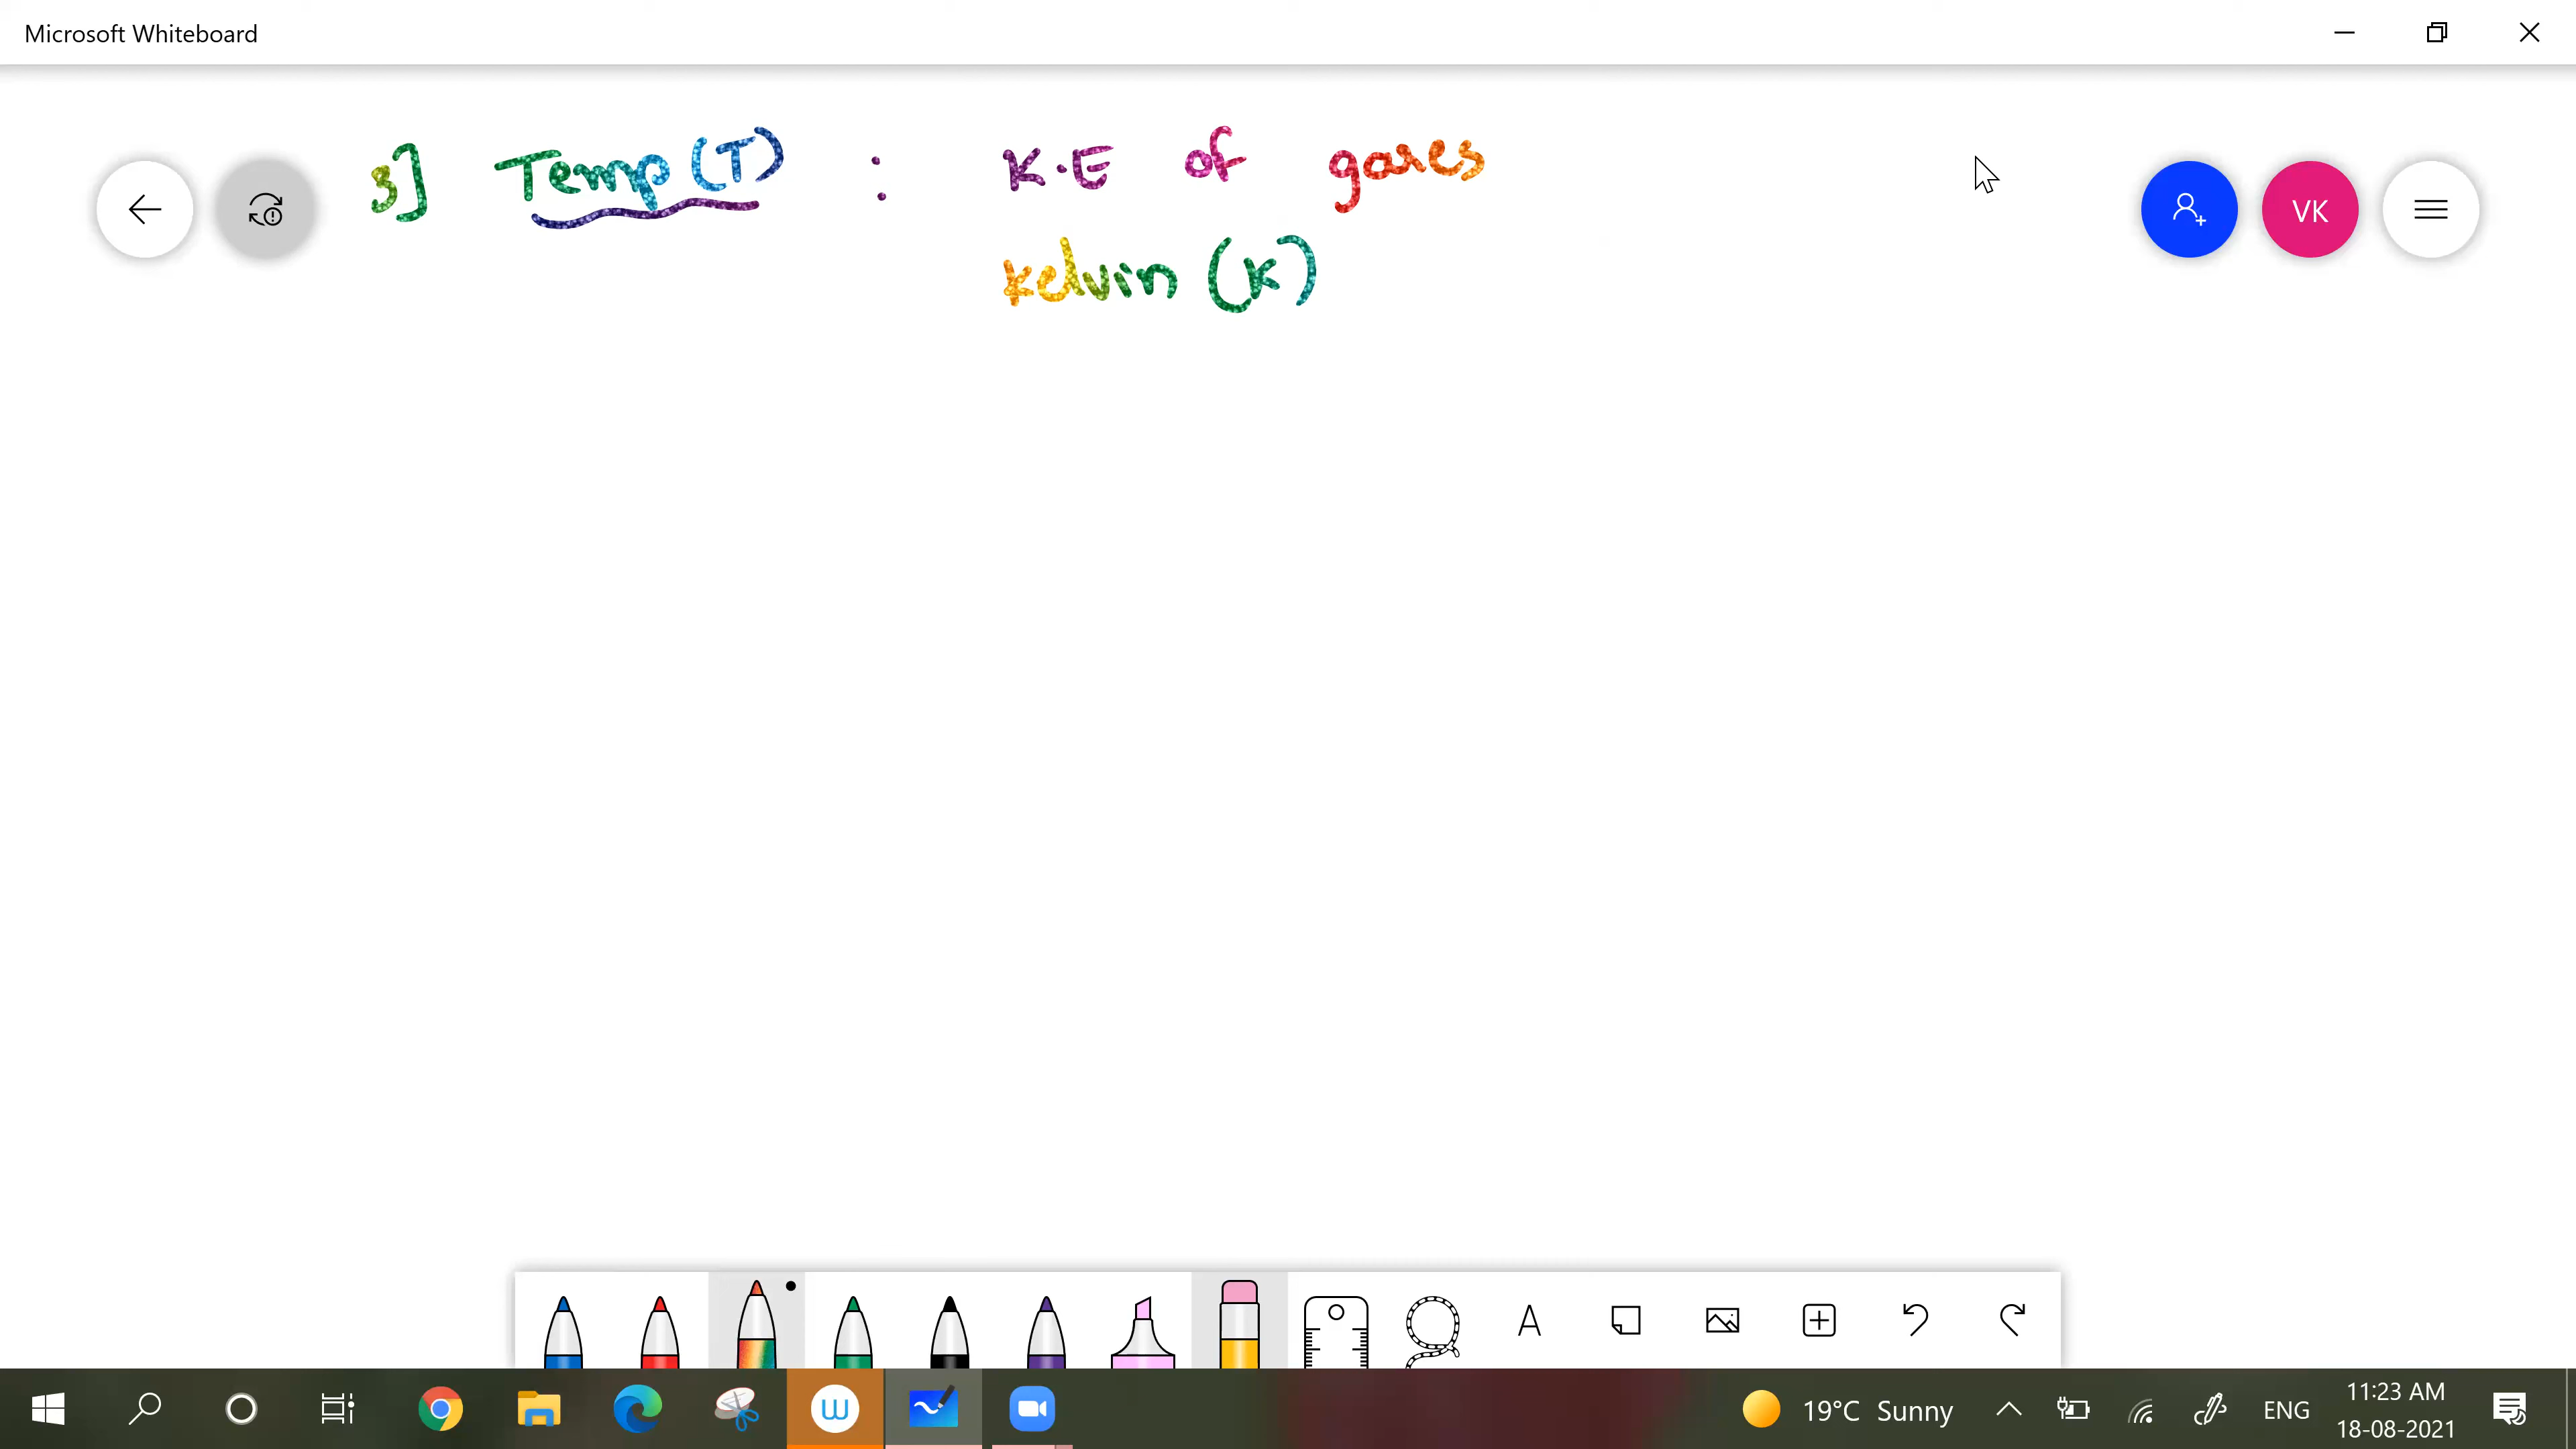 Microsoft Whiteboard
3] Temp (T) : K.E of gases
kelvin (K)
VK
19°C Sunny
ENG
11:23 AM
18-08-2021